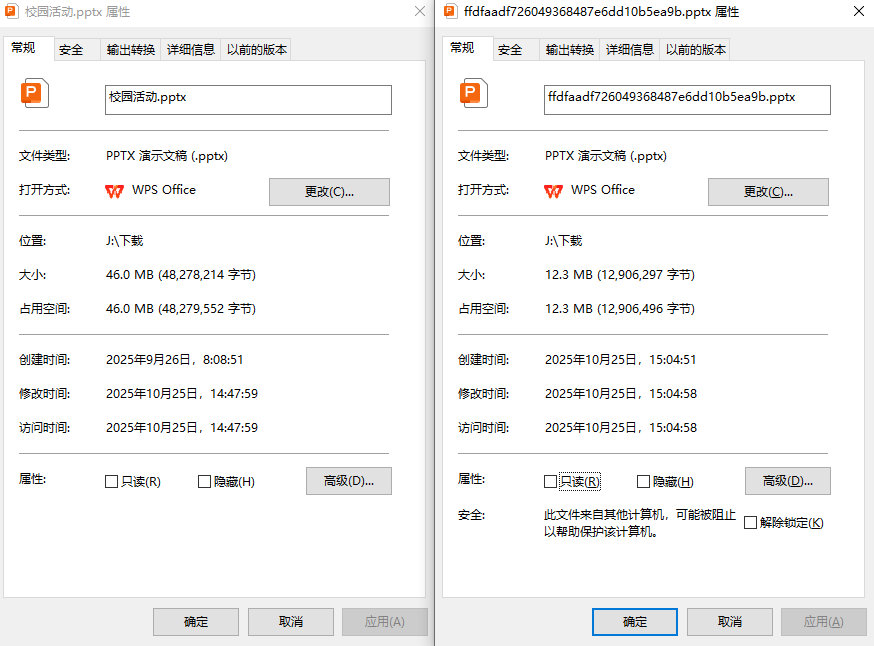 校园活动.pptx 属性
常规 安全 输出转换 详细信息 以前的版本
P
校园活动.pptx
文件类型: PPTX 演示文稿 (.pptx)
打开方式: WPS Office 更改(C)...
位置: J:\下载
大小: 46.0 MB (48,278,214 字节)
占用空间: 46.0 MB (48,279,552 字节)
创建时间: 2025年9月26日，8:08:51
修改时间: 2025年10月25日，14:47:59
访问时间: 2025年10月25日，14:47:59
属性: 只读(R) 隐藏(H) 高级(D)...
确定 取消 应用(A)
ffdfaadf726049368487e6dd10b5ea9b.pptx 属性
常规 安全 输出转换 详细信息 以前的版本
P
ffdfaadf726049368487e6dd10b5ea9b.pptx
文件类型: PPTX 演示文稿 (.pptx)
打开方式: WPS Office 更改(C)...
位置: J:\下载
大小: 12.3 MB (12,906,297 字节)
占用空间: 12.3 MB (12,906,496 字节)
创建时间: 2025年10月25日，15:04:51
修改时间: 2025年10月25日，15:04:58
访问时间: 2025年10月25日，15:04:58
属性: 只读(R) 隐藏(H) 高级(D)...
安全: 此文件来自其他计算机，可能被阻止
以帮助保护该计算机。 解除锁定(K)
确定 取消 应用(A)